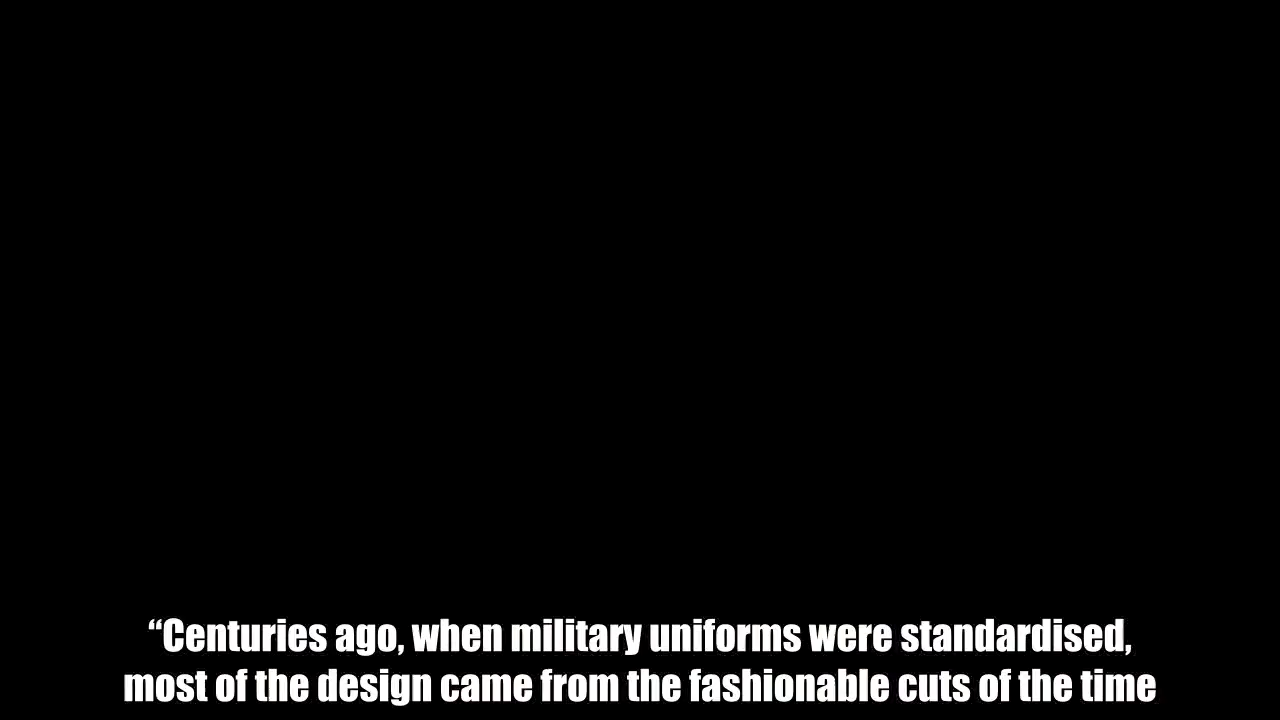 “Centuries ago, when military uniforms were standardised,
most of the design came from the fashionable cuts of the time